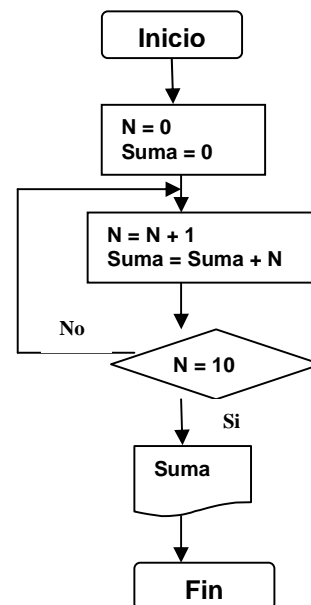 Inicio
N = 0
Suma = 0
N = N + 1
Suma = Suma + N
No
N = 10
Si
Suma
Fin